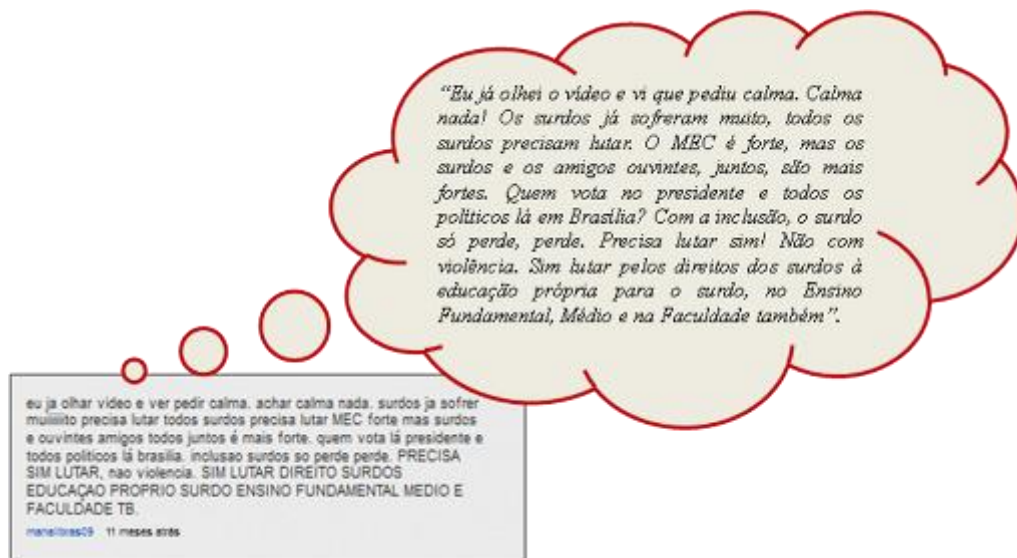 “Eu já olhei o vídeo e vi que pediu calma. Calma
nada! Os surdos já sofreram muito, todos os
surdos precisam lutar. O MEC é forte, mas os
surdos e os amigos ouvintes, juntos, são mais
fortes. Quem vota no presidente e todos os
políticos lá em Brasília? Com a inclusão, o surdo
só perde, perde. Precisa lutar sim! Não com
violência. Sim lutar pelos direitos dos surdos à
educação própria para o surdo, no Ensino
Fundamental, Médio e na Faculdade também”.
eu ja olhar video e ver pedir calma. achar calma nada. surdos ja sofrer
precisa lutar todos surdos precisa lutar MEC forte mas surdos
e ouvintes amigos todos juntos é mais forte. quem vota lá presidente e
todos politicos lá brasilia. inclusao surdos so perde perde. PRECISA
SIM LUTAR, nao violencia. SIM LUTAR DIREITO SURDOS
EDUCAÇAO PROPRIO SURDO ENSINO FUNDAMENTAL MEDIO E
FACULDADE TB.
11 meses atrás